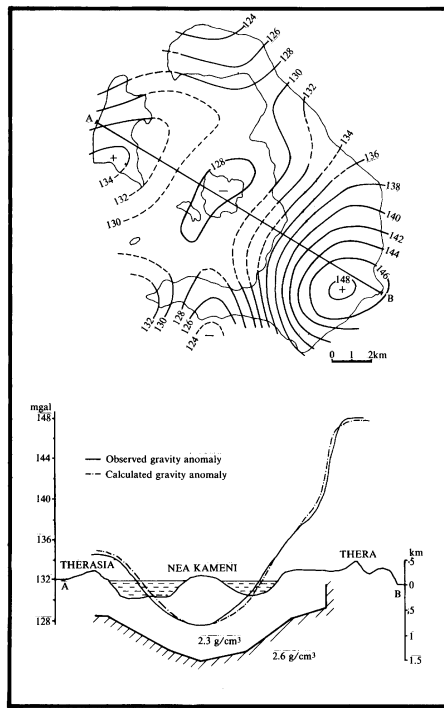 124
126
128
130
132
134
136
138
140
142
144
146
148
+
B
A
+
134
132
130
128
–
132
130
128
126
124
–
0 1 2km
mgal
148
144
140
136
132
128
Observed gravity anomaly
Calculated gravity anomaly
THERASIA
NEA KAMENI
THERA
A
B
km
-.5
0
.5
1
1.5
2.3 g/cm³
2.6 g/cm³